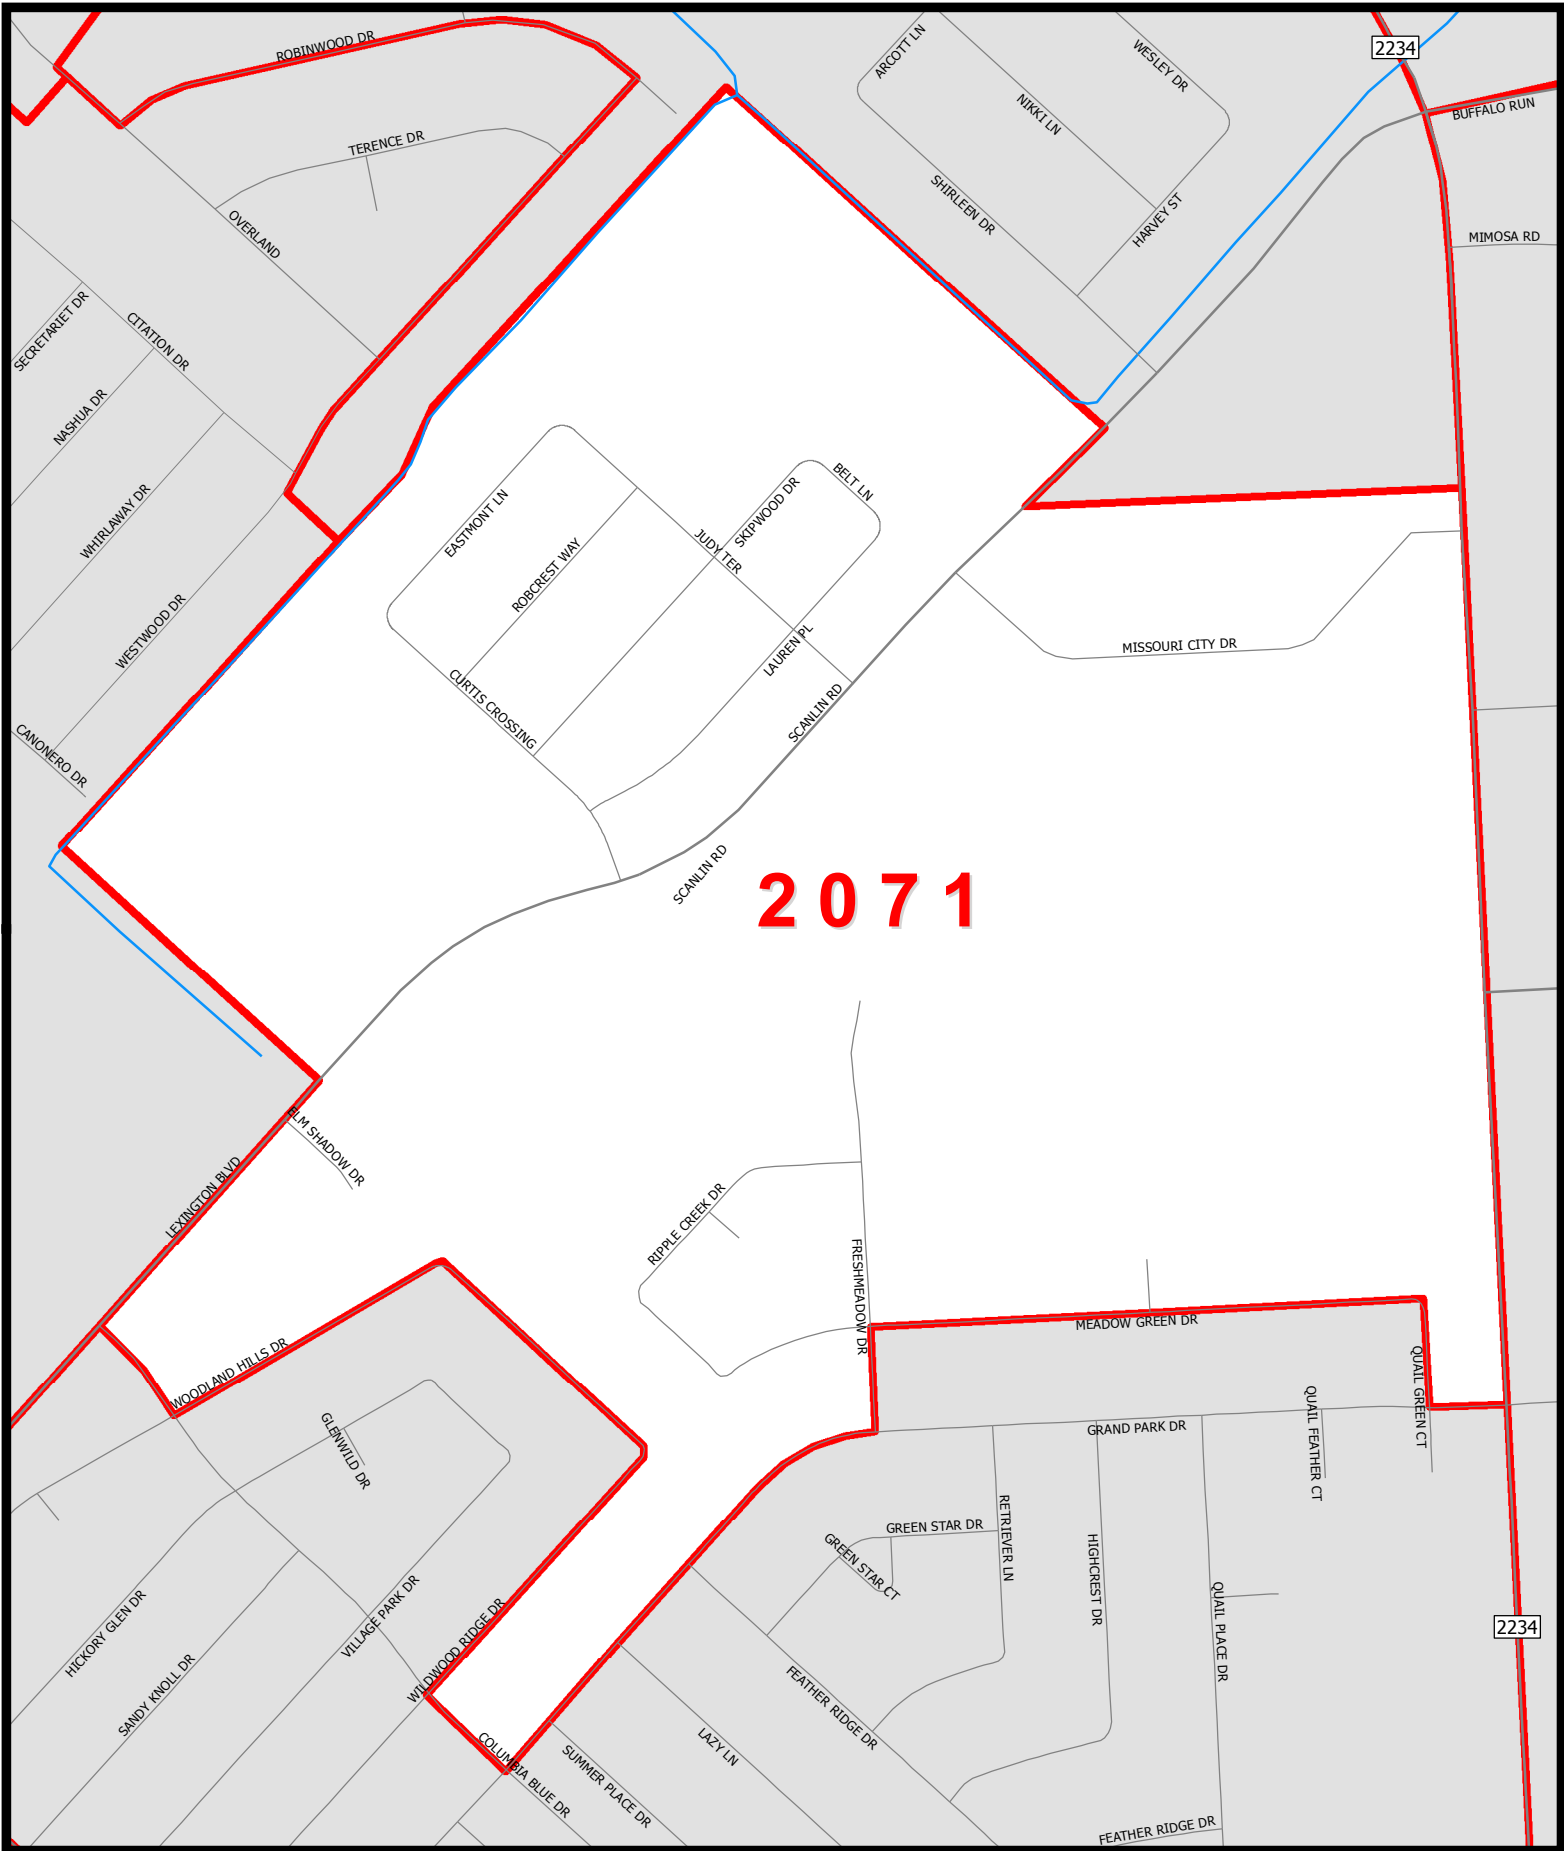 2234
ROBINWOOD DR
ARCOTT LN
WESLEY DR
NIKKI LN
BUFFALO RUN
TERENCE DR
SHIRLEEN DR
HARVEY ST
OVERLAND
MIMOSA RD
SECRETARIET DR
CITATION DR
NASHUA DR
WHIRLAWAY DR
EASTMONT LN
BELT LN
SKIPWOOD DR
JUDY TER
ROBCREST WAY
WESTWOOD DR
LAUREN PL
MISSOURI CITY DR
CURTIS CROSSING
SCANLIN RD
CANONERO DR
SCANLIN RD
2071
ELM SHADOW DR
LEXINGTON BLVD
RIPPLE CREEK DR
FRESHMEADOW DR
MEADOW GREEN DR
WOODLAND HILLS DR
QUAIL GREEN CT
QUAIL FEATHER CT
GRAND PARK DR
GLENWILD DR
RETRIEVER LN
GREEN STAR DR
GREEN STAR CT
HIGHCREST DR
QUAIL PLACE DR
HICKORY GLEN DR
VILLAGE PARK DR
WILDWOOD RIDGE DR
2234
SANDY KNOLL DR
FEATHER RIDGE DR
LAZY LN
COLUMBIA BLUE DR
SUMMER PLACE DR
FEATHER RIDGE DR